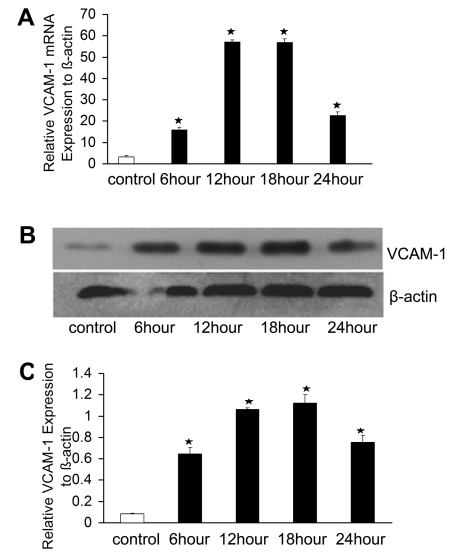 A
Relative VCAM-1 mRNA
Expression to ß-actin
70
60
50
40
30
20
10
0
control 6hour 12hour 18hour 24hour
B
VCAM-1
β-actin
control 6hour 12hour 18hour 24hour
C
Relative VCAM-1 Expression
to ß-actin
1.4
1.2
1
0.8
0.6
0.4
0.2
0
control 6hour 12hour 18hour 24hour